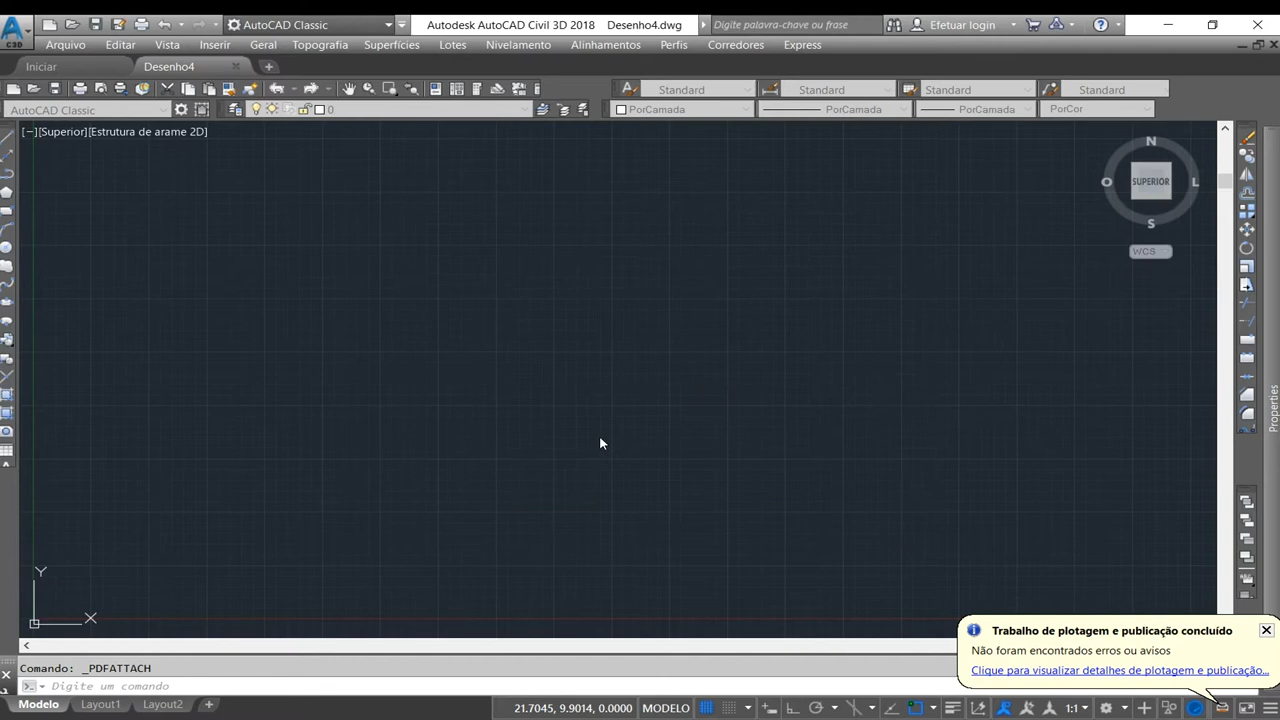 AutoCAD Classic
Autodesk AutoCAD Civil 3D 2018 Desenho4.dwg
Digite palavra-chave ou frase
Efetuar login
C3D
Arquivo Editar Vista Inserir Geral Topografia Superfícies Lotes Nivelamento Alinhamentos Perfis Corredores Express
Iniciar Desenho4
Standard Standard Standard Standard
AutoCAD Classic 0 PorCamada PorCamada PorCamada PorCor
[−][Superior][Estrutura de arame 2D]
N
O SUPERIOR L
S
WCS
Properties
Y
X
Trabalho de plotagem e publicação concluído
Não foram encontrados erros ou avisos
Clique para visualizar detalhes de plotagem e publicação...
Comando: _PDFATTACH
Digite um comando
Modelo Layout1 Layout2 + 21.7045, 9.9014, 0.0000 MODELO 1:1